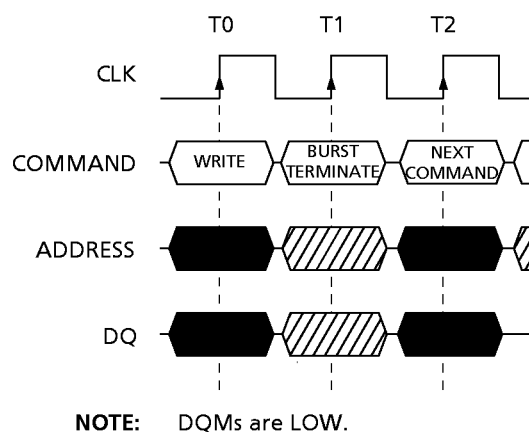 T0 T1 T2
CLK
COMMAND
WRITE
BURST
TERMINATE
NEXT
COMMAND
ADDRESS
DQ
NOTE: DQMs are LOW.